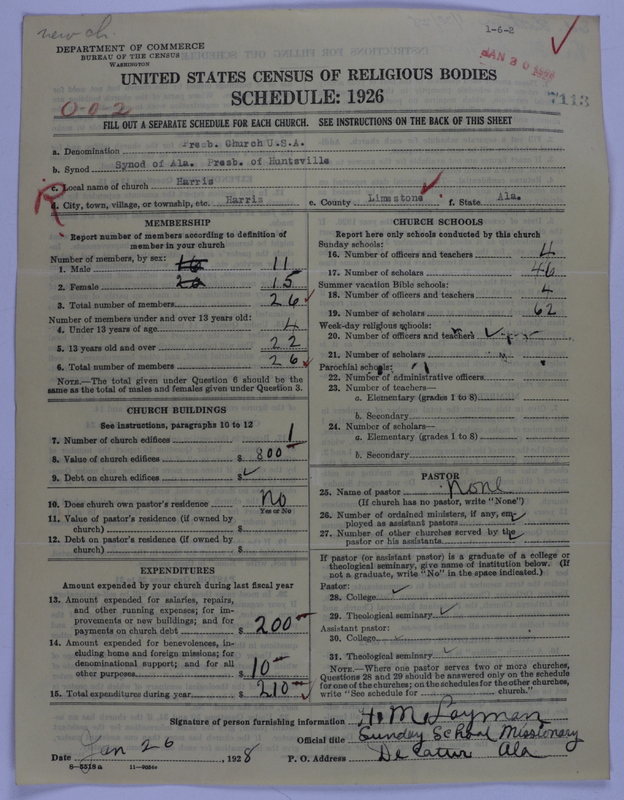 new ch.
1-6-2
DEPARTMENT OF COMMERCE
BUREAU OF THE CENSUS
WASHINGTON
JAN 30 1928
UNITED STATES CENSUS OF RELIGIOUS BODIES
SCHEDULE: 1926
0-0-2
7113
FILL OUT A SEPARATE SCHEDULE FOR EACH CHURCH. SEE INSTRUCTIONS ON THE BACK OF THIS SHEET
a. Denomination Presb. Church U.S.A.
b. Synod Synod of Ala. Presb. of Huntsville
c. Local name of church Harris
R
d. City, town, village, or township, etc. Harris e. County Limestone f. State Ala.
MEMBERSHIP
Report number of members according to definition of
member in your church
Number of members, by sex:
1. Male 16 11
2. Female 20 15
3. Total number of members 26
Number of members under and over 13 years old:
4. Under 13 years of age 4
5. 13 years old and over 22
6. Total number of members 26
NOTE.—The total given under Question 6 should be the
same as the total of males and females given under Question 3.
CHURCH BUILDINGS
See instructions, paragraphs 10 to 12
7. Number of church edifices 1
8. Value of church edifices $ 800
9. Debt on church edifices $
10. Does church own pastor's residence No
Yes or No
11. Value of pastor's residence (if owned by
church) $
12. Debt on pastor's residence (if owned by
church) $
EXPENDITURES
Amount expended by your church during last fiscal year
13. Amount expended for salaries, repairs,
and other running expenses; for im-
provements or new buildings; and for
payments on church debt $ 200
14. Amount expended for benevolences, in-
cluding home and foreign missions; for
denominational support; and for all
other purposes $ 10
15. Total expenditures during year $ 210
CHURCH SCHOOLS
Report here only schools conducted by this church
Sunday schools:
16. Number of officers and teachers 4
17. Number of scholars 46
Summer vacation Bible schools:
18. Number of officers and teachers 4
19. Number of scholars 62
Week-day religious schools:
20. Number of officers and teachers
21. Number of scholars
Parochial schools:
22. Number of administrative officers
23. Number of teachers—
a. Elementary (grades 1 to 8)
b. Secondary
24. Number of scholars—
a. Elementary (grades 1 to 8)
b. Secondary
PASTOR
25. Name of pastor None
(If church has no pastor, write "None")
26. Number of ordained ministers, if any, em-
ployed as assistant pastors
27. Number of other churches served by the
pastor or his assistants
If pastor (or assistant pastor) is a graduate of a college or
theological seminary, give name of institution below. (If
not a graduate, write "No" in the space indicated.)
Pastor:
28. College
29. Theological seminary
Assistant pastor:
30. College
31. Theological seminary
NOTE.—Where one pastor serves two or more churches,
Questions 28 and 29 should be answered only on the schedule
for one of the churches; on the schedules for the other churches,
write "See schedule for church."
Signature of person furnishing information H. M. Layman
Official title Sunday School Missionary
Date Jan 26, 1928 P. O. Address Decatur Ala
8-5318a 11-9034a